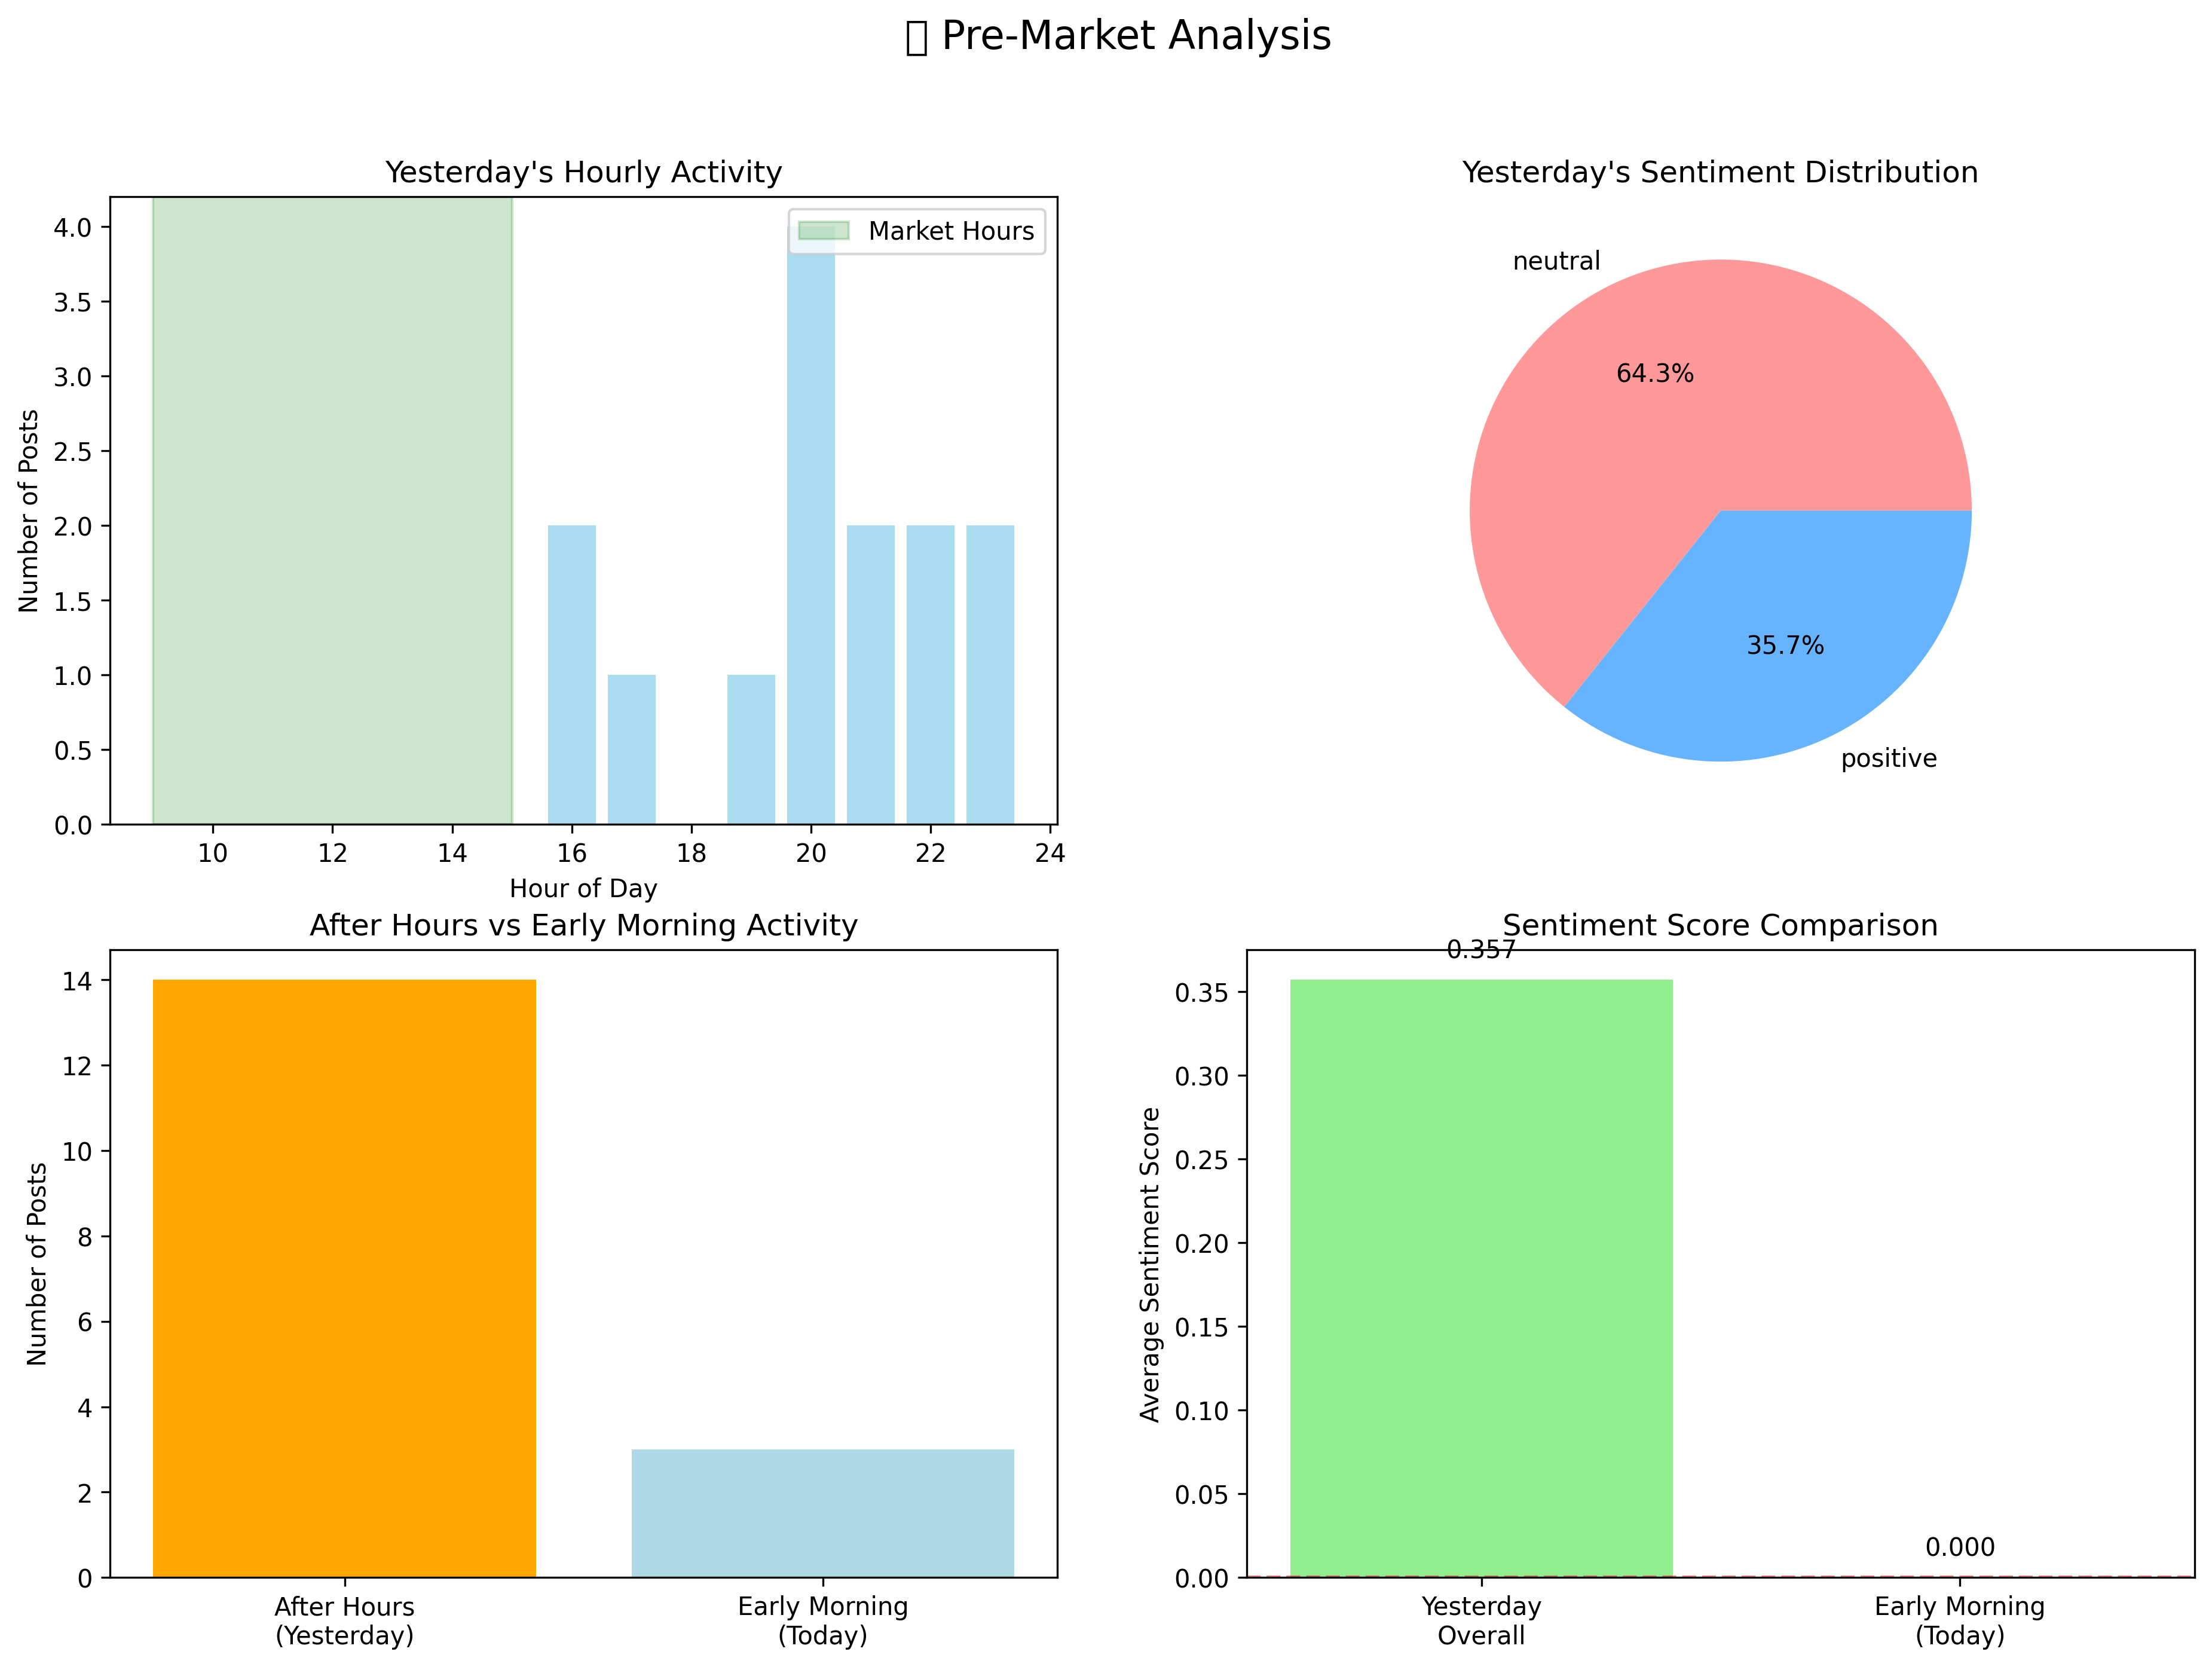 Pre-Market Analysis
Yesterday's Hourly Activity
Market Hours
4.0
3.5
3.0
2.5
2.0
1.5
1.0
0.5
0.0
Number of Posts
10 12 14 16 18 20 22 24
Hour of Day
Yesterday's Sentiment Distribution
neutral
64.3%
35.7%
positive
After Hours vs Early Morning Activity
14
12
10
8
6
4
2
0
Number of Posts
After Hours
(Yesterday)
Early Morning
(Today)
Sentiment Score Comparison
0.357
0.35
0.30
0.25
0.20
0.15
0.10
0.05
0.00
Average Sentiment Score
0.000
Yesterday
Overall
Early Morning
(Today)